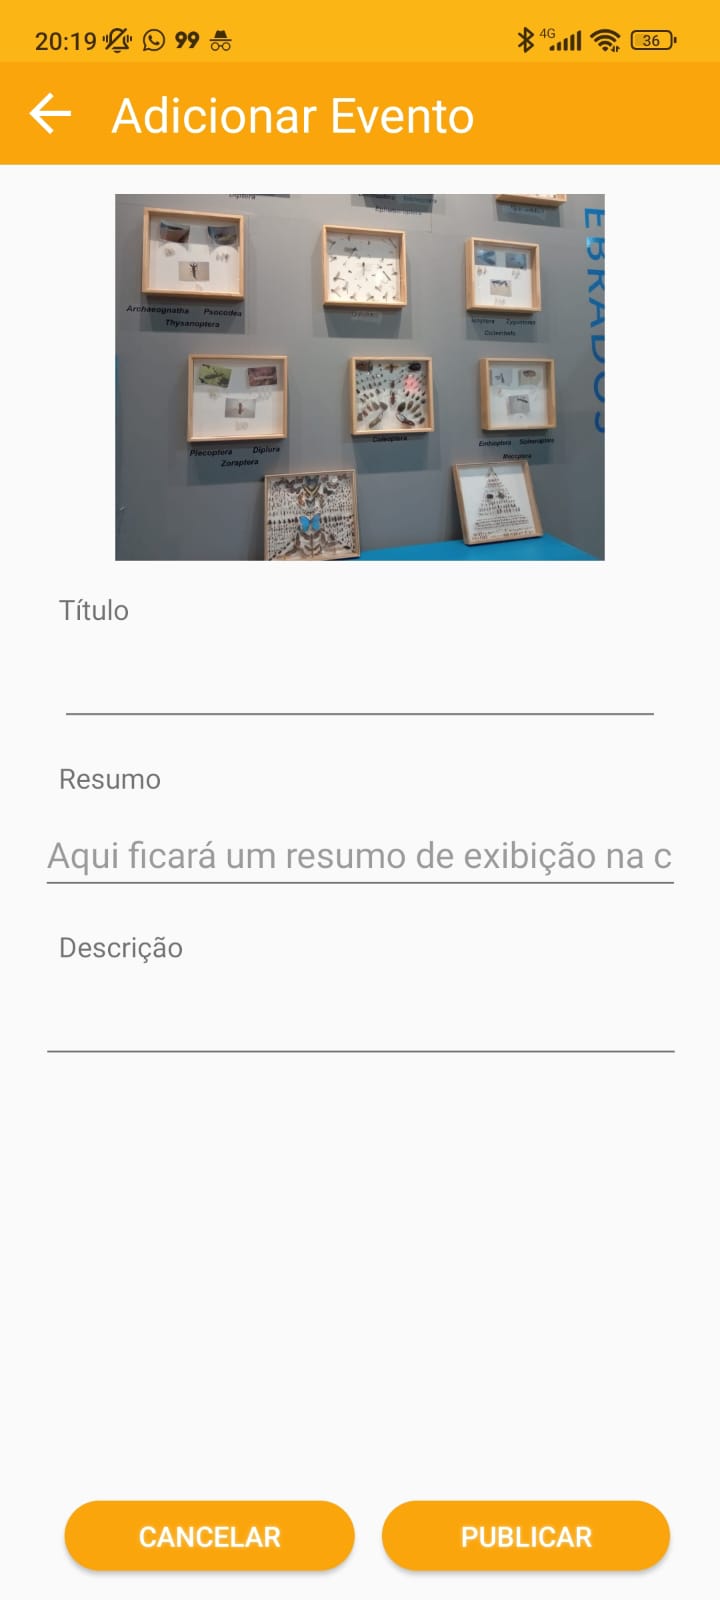 20:19 99 4G 36
Adicionar Evento
Diptera
Archaeognatha Psocodea
Thysanoptera
EBRADOS
Plecoptera Diplura
Zoraptera
Coleoptera
Embioptera
Título
Resumo
Aqui ficará um resumo de exibição na c
Descrição
CANCELAR PUBLICAR